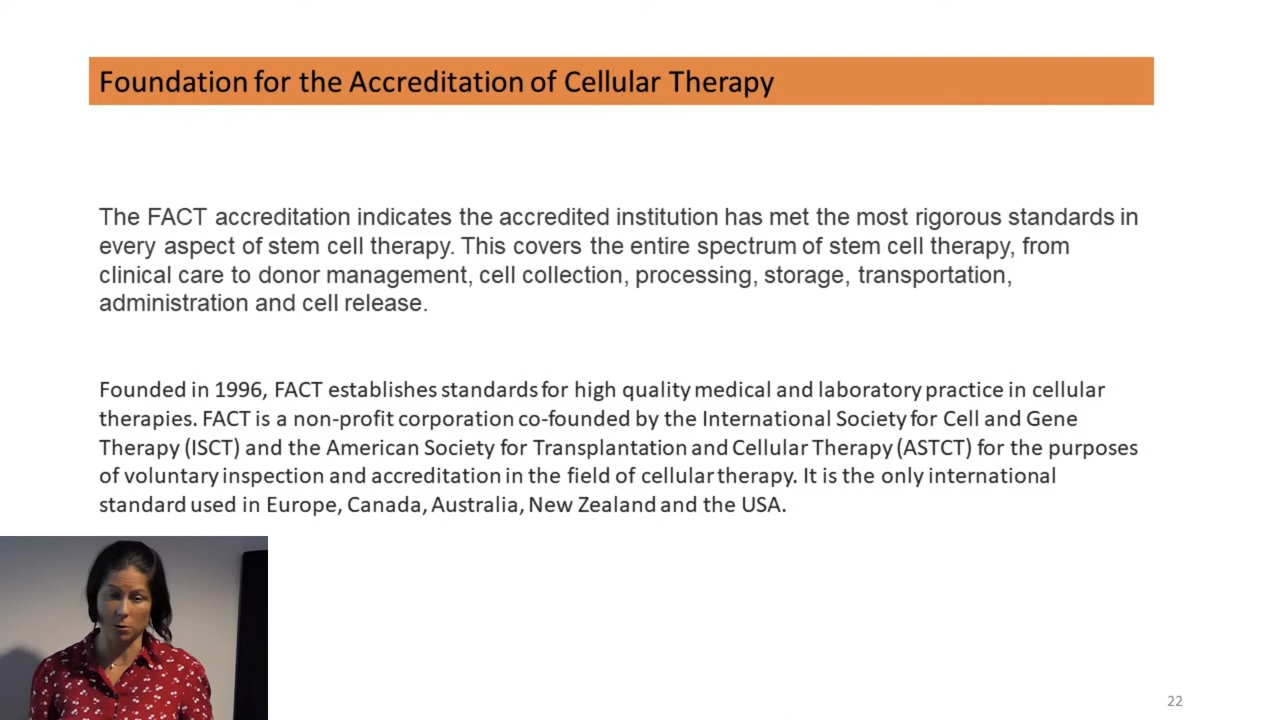 Foundation for the Accreditation of Cellular Therapy
The FACT accreditation indicates the accredited institution has met the most rigorous standards in
every aspect of stem cell therapy. This covers the entire spectrum of stem cell therapy, from
clinical care to donor management, cell collection, processing, storage, transportation,
administration and cell release.
Founded in 1996, FACT establishes standards for high quality medical and laboratory practice in cellular
therapies. FACT is a non-profit corporation co-founded by the International Society for Cell and Gene
Therapy (ISCT) and the American Society for Transplantation and Cellular Therapy (ASTCT) for the purposes
of voluntary inspection and accreditation in the field of cellular therapy. It is the only international
standard used in Europe, Canada, Australia, New Zealand and the USA.
22